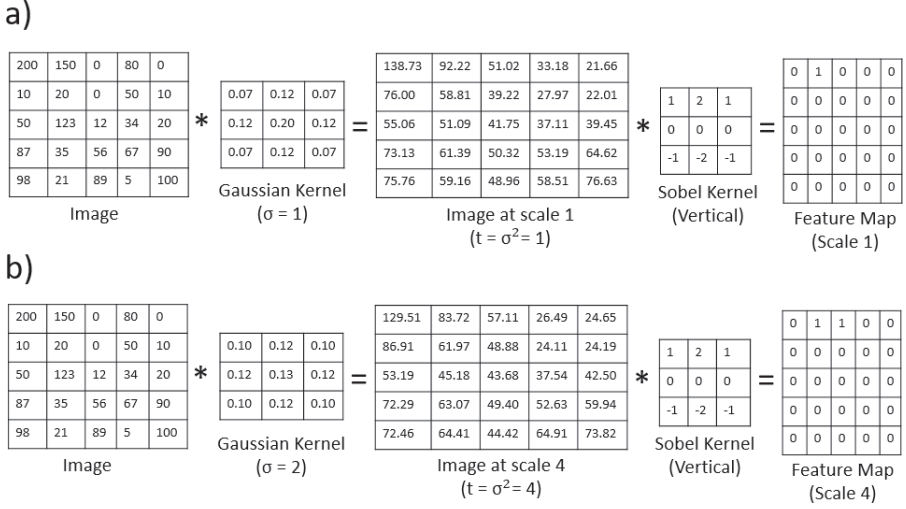 a)
200 150 0 80 0
10 20 0 50 10
50 123 12 34 20
87 35 56 67 90
98 21 89 5 100
Image
*
0.07 0.12 0.07
0.12 0.20 0.12
0.07 0.12 0.07
Gaussian Kernel
(σ = 1)
=
138.73 92.22 51.02 33.18 21.66
76.00 58.81 39.22 27.97 22.01
55.06 51.09 41.75 37.11 39.45
73.13 61.39 50.32 53.19 64.62
75.76 59.16 48.96 58.51 76.63
Image at scale 1
(t = σ²= 1)
*
1 2 1
0 0 0
-1 -2 -1
Sobel Kernel
(Vertical)
=
0 1 0 0 0
0 0 0 0 0
0 0 0 0 0
0 0 0 0 0
0 0 0 0 0
Feature Map
(Scale 1)
b)
200 150 0 80 0
10 20 0 50 10
50 123 12 34 20
87 35 56 67 90
98 21 89 5 100
Image
*
0.10 0.12 0.10
0.12 0.13 0.12
0.10 0.12 0.10
Gaussian Kernel
(σ = 2)
=
129.51 83.72 57.11 26.49 24.65
86.91 61.97 48.88 24.11 24.19
53.19 45.18 43.68 37.54 42.50
72.29 63.07 49.40 52.63 59.94
72.46 64.41 44.42 64.91 73.82
Image at scale 4
(t = σ²= 4)
*
1 2 1
0 0 0
-1 -2 -1
Sobel Kernel
(Vertical)
=
0 1 1 0 0
0 0 0 0 0
0 0 0 0 0
0 0 0 0 0
0 0 0 0 0
Feature Map
(Scale 4)